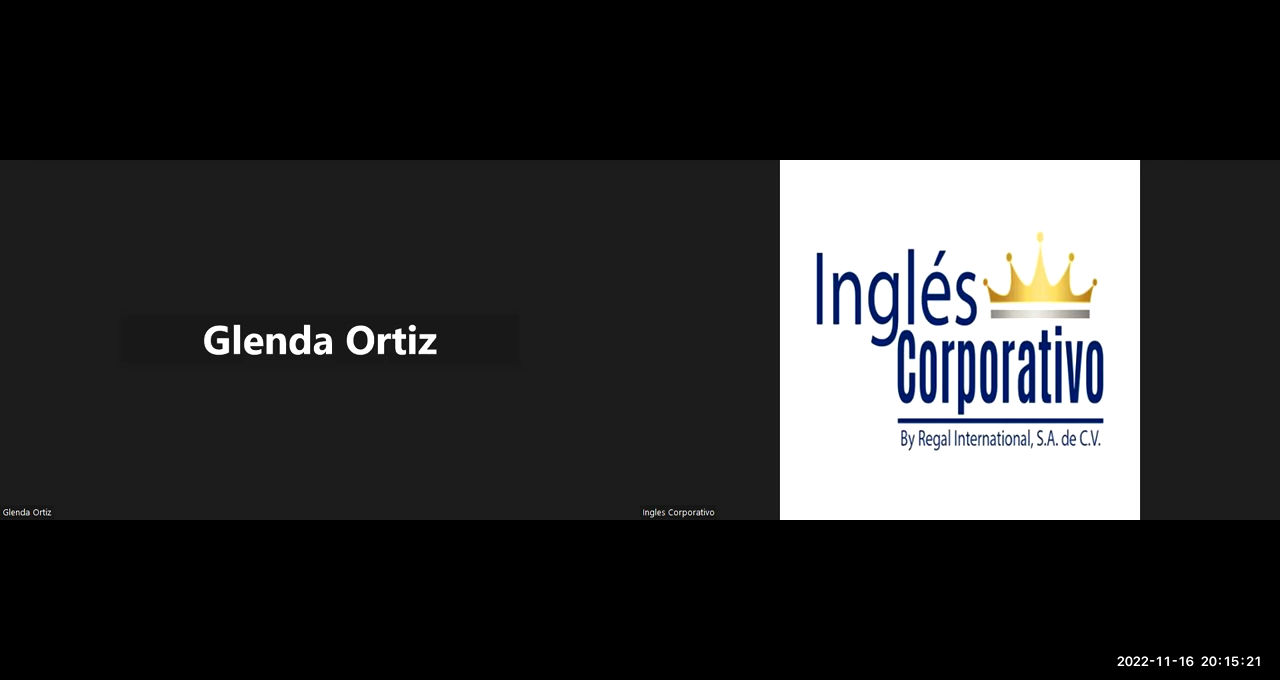 Glenda Ortiz
Glenda Ortiz
Inglés
Corporativo
By Regal International, S.A. de C.V.
Ingles Corporativo
2022-11-16 20:15:21